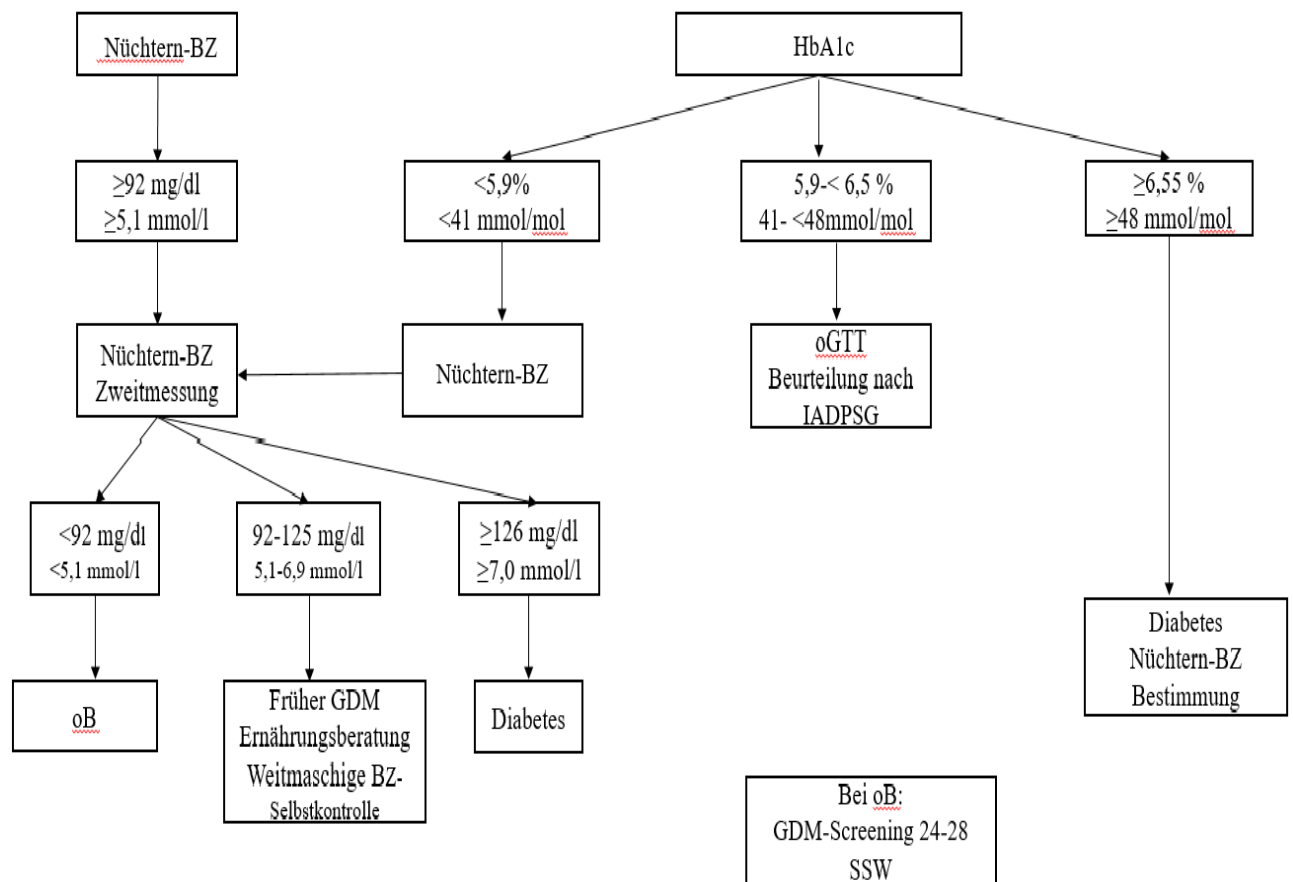 Nüchtern-BZ
HbA1c
≥92 mg/dl
≥5,1 mmol/l
<5,9%
<41 mmol/mol
5,9-< 6,5 %
41- <48mmol/mol
≥6,55 %
≥48 mmol/mol
Nüchtern-BZ
Zweitmessung
Nüchtern-BZ
oGTT
Beurteilung nach
IADPSG
<92 mg/dl
<5,1 mmol/l
92-125 mg/dl
5,1-6,9 mmol/l
≥126 mg/dl
≥7,0 mmol/l
Diabetes
Nüchtern-BZ
Bestimmung
oB
Früher GDM
Ernährungsberatung
Weitmaschige BZ-
Selbstkontrolle
Diabetes
Bei oB:
GDM-Screening 24-28
SSW